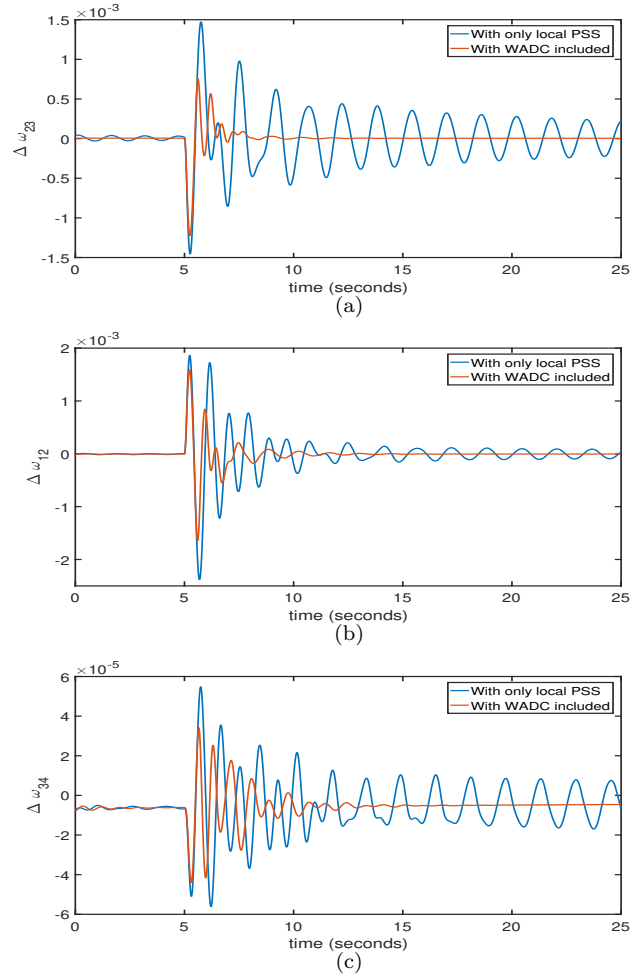 ×10⁻³
1.5
1
0.5
0
-0.5
-1
-1.5
Δ ω₂₃
With only local PSS
With WADC included
0 5 10 15 20 25
time (seconds)
(a)
×10⁻³
2
1
0
-1
-2
Δ ω₁₂
With only local PSS
With WADC included
0 5 10 15 20 25
time (seconds)
(b)
×10⁻⁵
6
4
2
0
-2
-4
-6
Δ ω₃₄
With only local PSS
With WADC included
0 5 10 15 20 25
time (seconds)
(c)